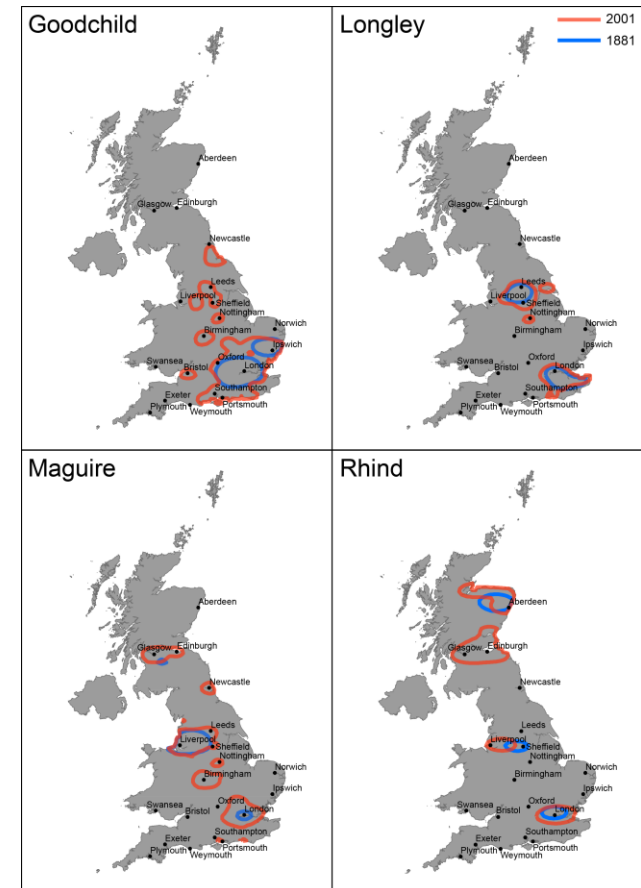 Goodchild
Aberdeen
Glasgow Edinburgh
Newcastle
Leeds
Liverpool
Sheffield
Nottingham
Norwich
Birmingham
Ipswich
Swansea
Oxford
Bristol
London
Southampton
Exeter
Portsmouth
Plymouth Weymouth
Longley
2001
1881
Aberdeen
Glasgow Edinburgh
Newcastle
Leeds
Liverpool
Sheffield
Nottingham
Norwich
Birmingham
Ipswich
Swansea
Oxford
Bristol
London
Southampton
Exeter
Portsmouth
Plymouth Weymouth
Maguire
Aberdeen
Glasgow Edinburgh
Newcastle
Leeds
Liverpool
Sheffield
Nottingham
Norwich
Birmingham
Ipswich
Swansea
Oxford
Bristol
London
Southampton
Exeter
Portsmouth
Plymouth Weymouth
Rhind
Aberdeen
Glasgow Edinburgh
Newcastle
Leeds
Liverpool
Sheffield
Nottingham
Norwich
Birmingham
Ipswich
Swansea
Oxford
Bristol
London
Southampton
Exeter
Portsmouth
Plymouth Weymouth